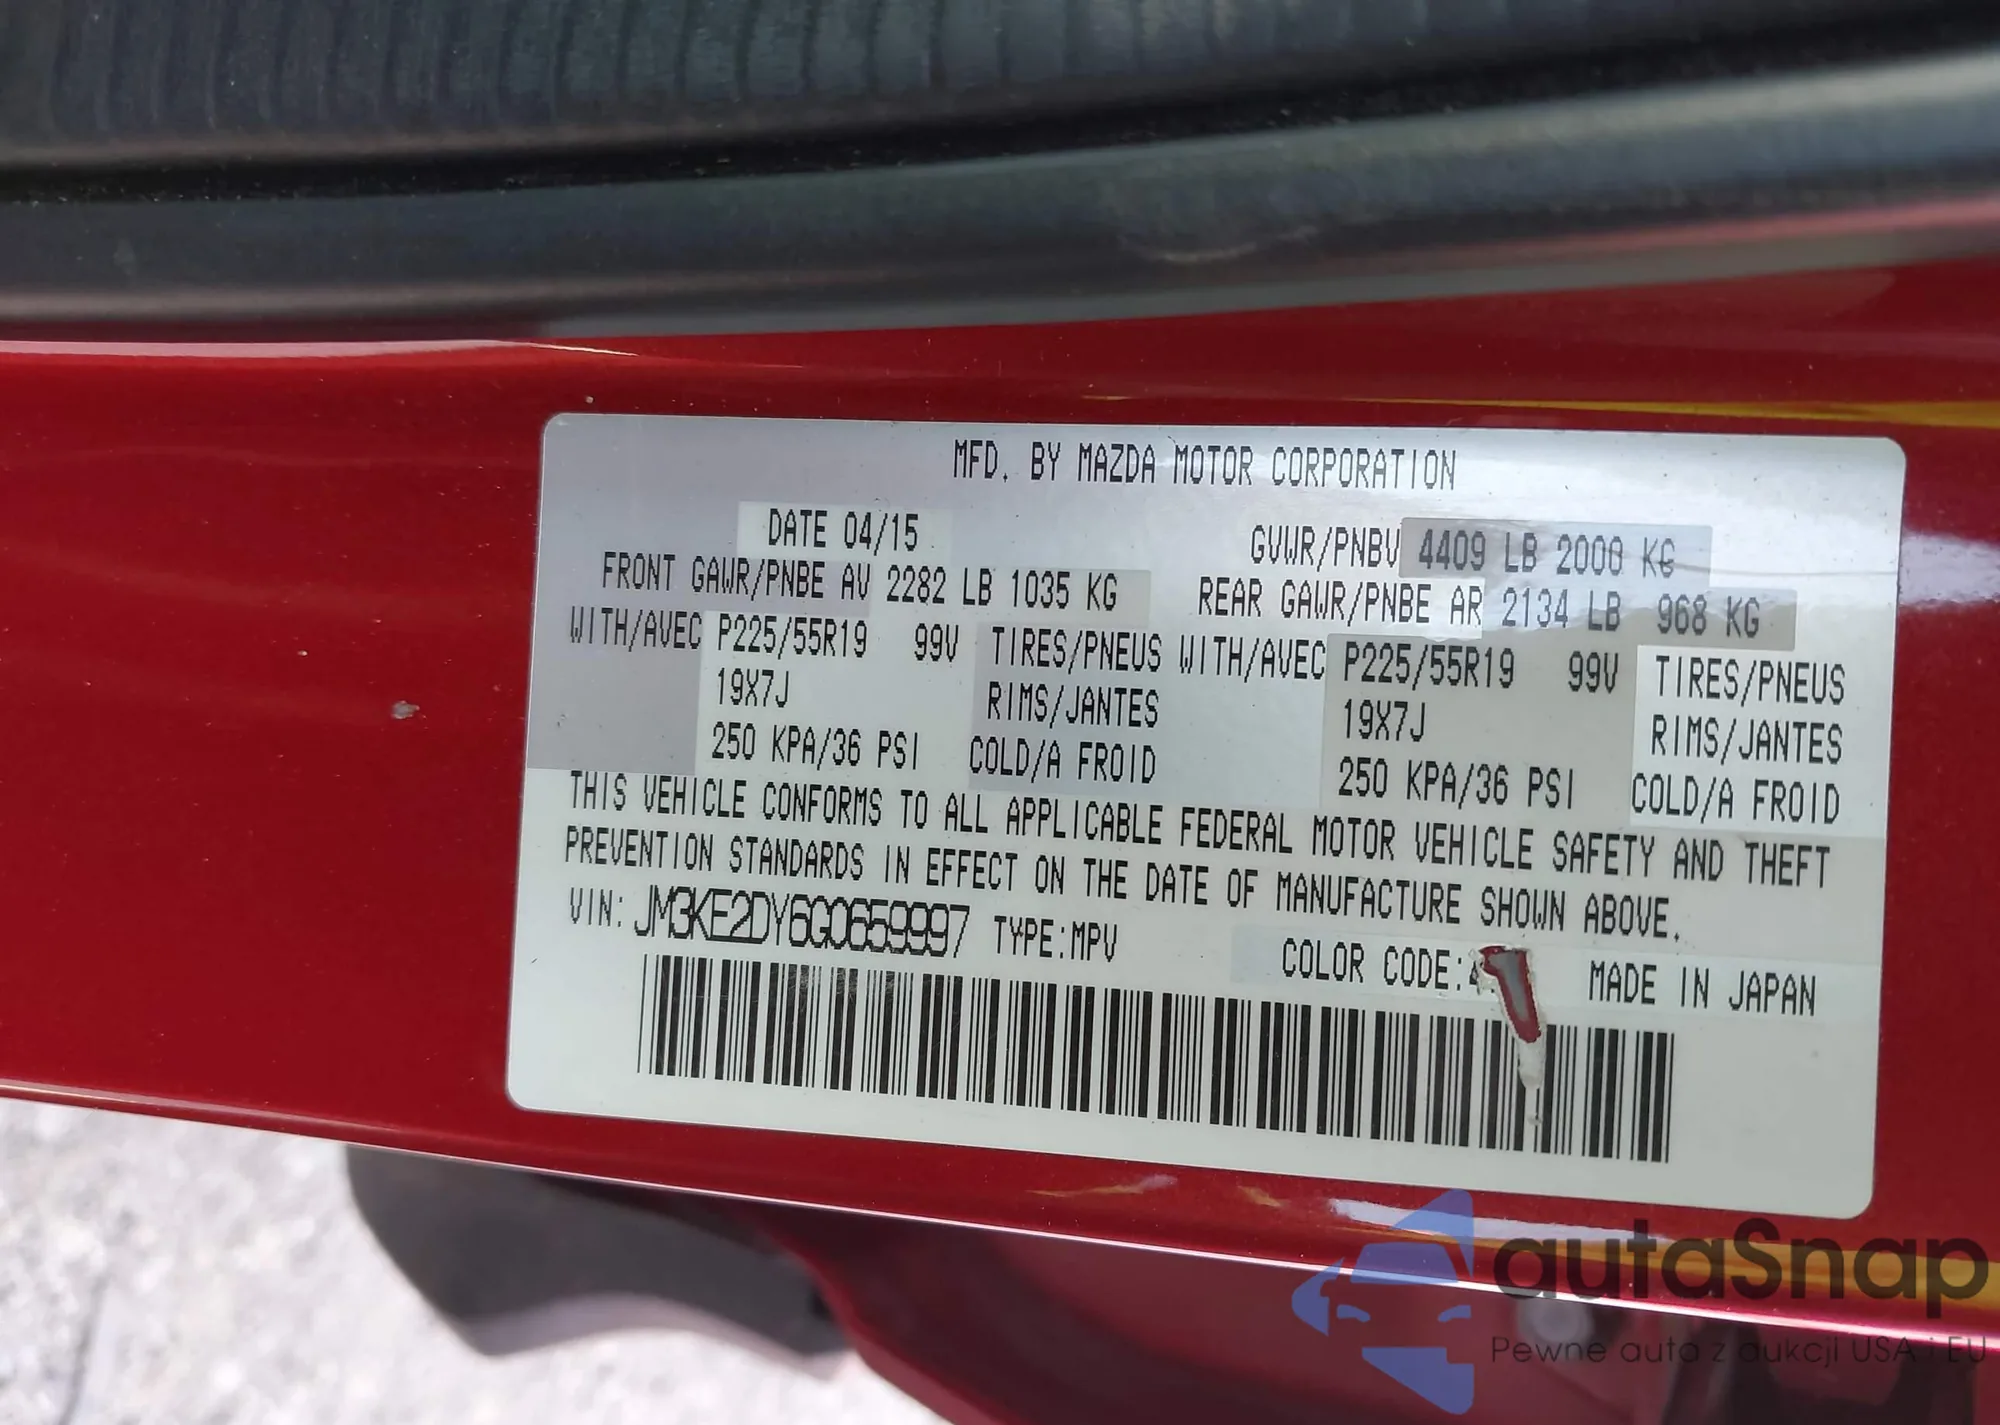 MFD. BY MAZDA MOTOR CORPORATION
DATE 04/15 GVWR/PNBV 4409 LB 2000 KG
FRONT GAWR/PNBE AV 2282 LB 1035 KG REAR GAWR/PNBE AR 2134 LB 968 KG
WITH/AVEC P225/55R19 99V TIRES/PNEUS WITH/AVEC P225/55R19 99V TIRES/PNEUS
19X7J RIMS/JANTES 19X7J RIMS/JANTES
250 KPA/36 PSI COLD/A FROID 250 KPA/36 PSI COLD/A FROID
THIS VEHICLE CONFORMS TO ALL APPLICABLE FEDERAL MOTOR VEHICLE SAFETY AND THEFT
PREVENTION STANDARDS IN EFFECT ON THE DATE OF MANUFACTURE SHOWN ABOVE.
VIN: JM3KE2DY6G0659997 TYPE:MPV COLOR CODE: MADE IN JAPAN
autaSnap
Pewne auta z aukcji USA i EU